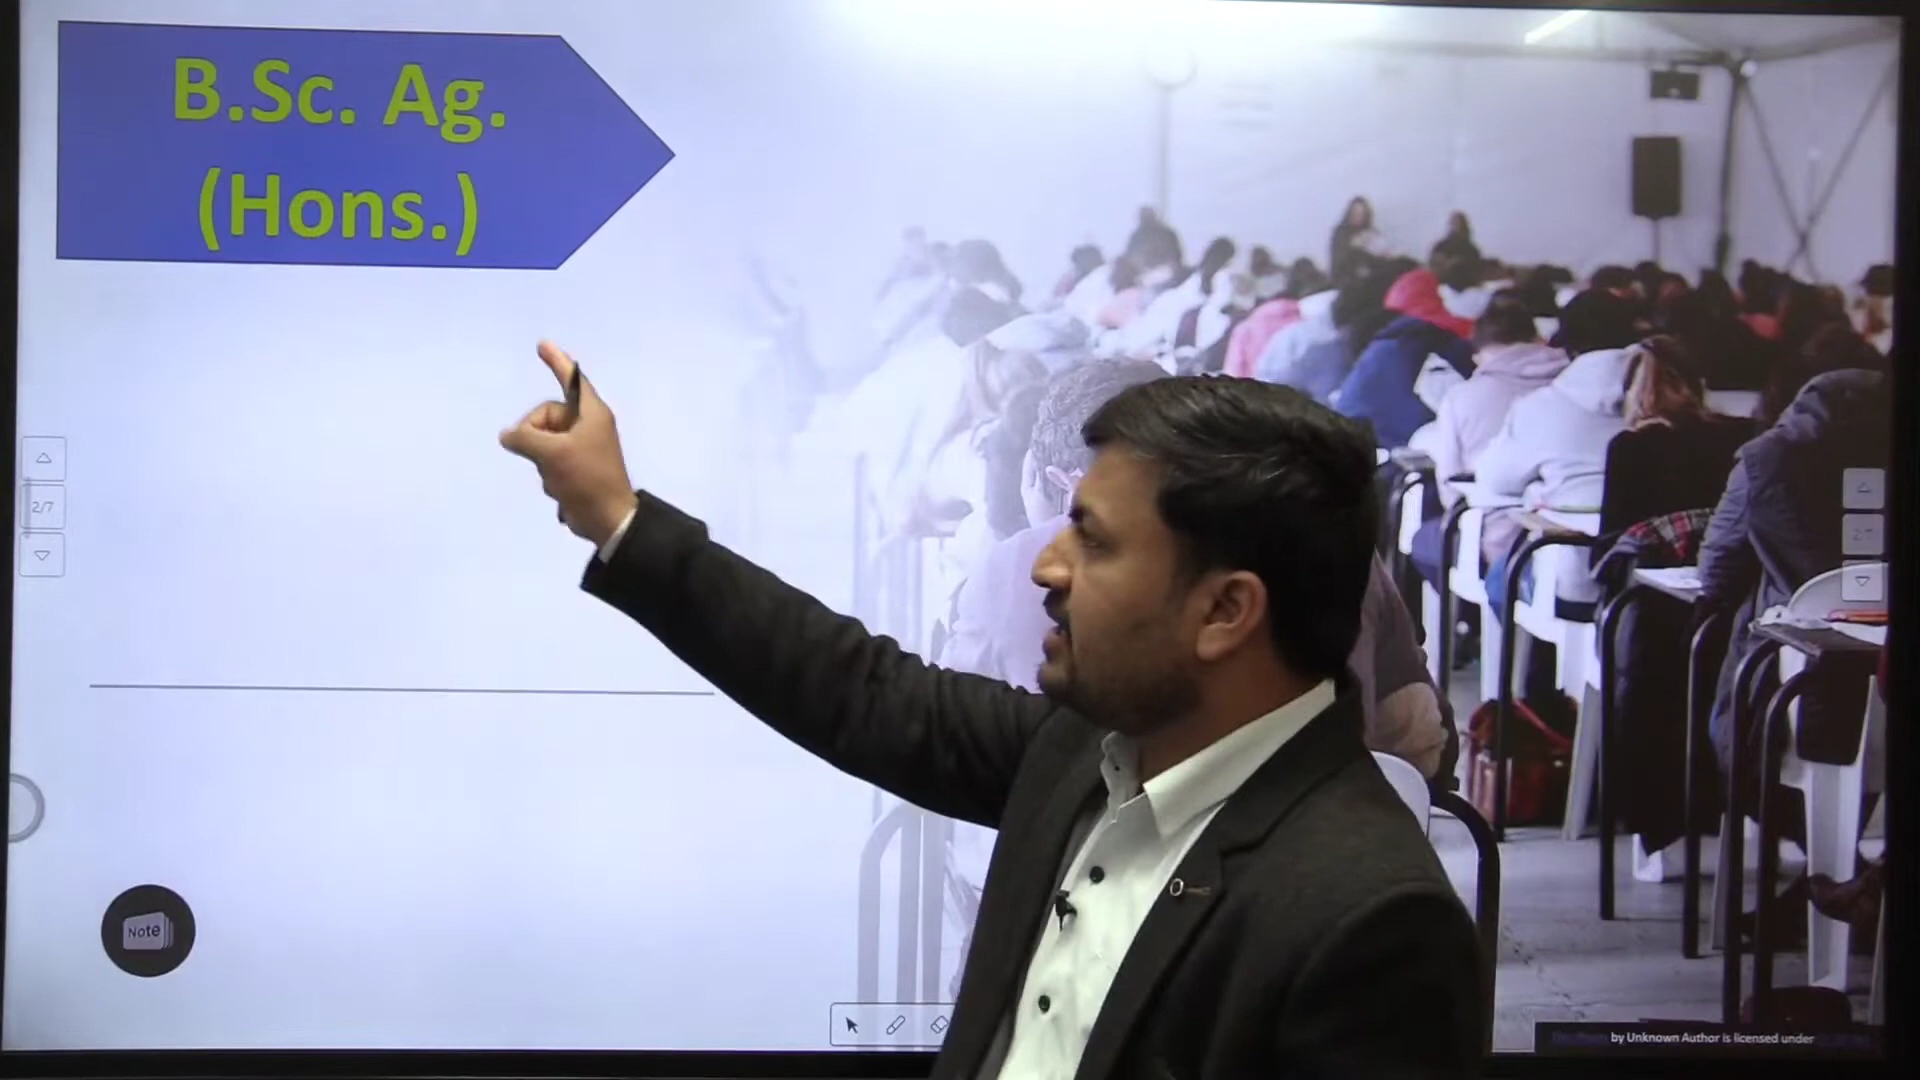 B.Sc. Ag.
(Hons.)
2/7
Note
by Unknown Author is licensed under